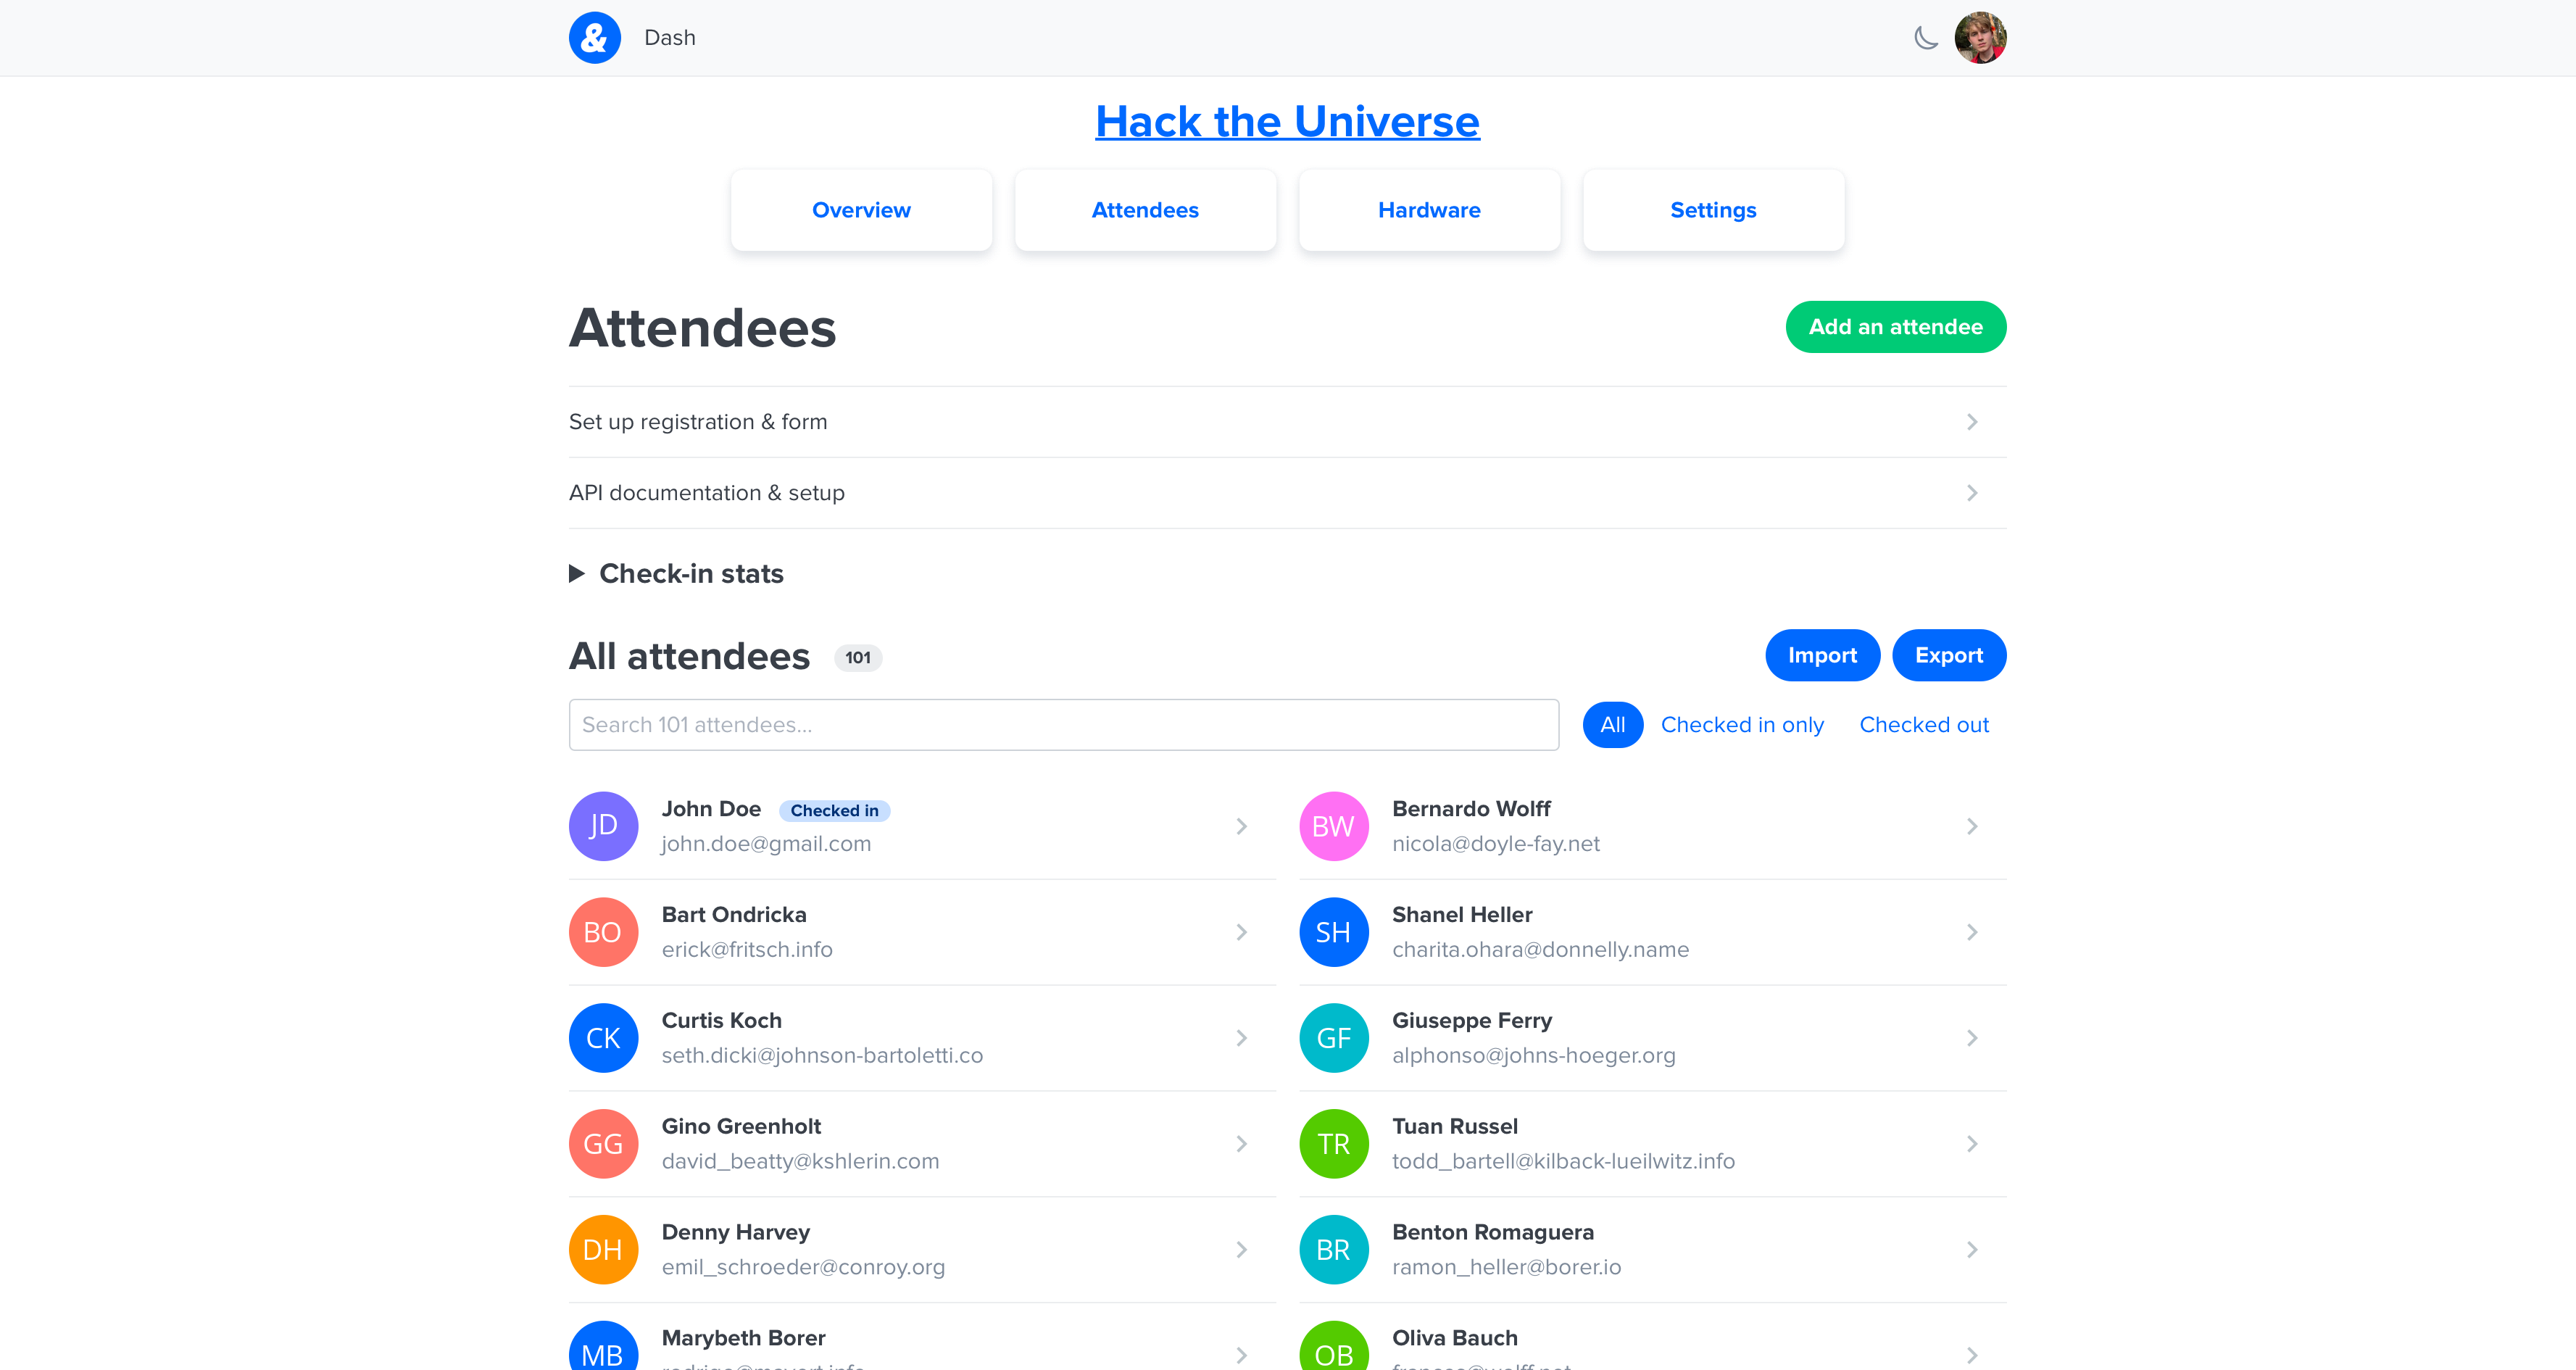 & Dash
Hack the Universe
Overview Attendees Hardware Settings
Attendees Add an attendee
Set up registration & form
API documentation & setup
Check-in stats
All attendees 101 Import Export
Search 101 attendees... All Checked in only Checked out
JD John Doe Checked in
john.doe@gmail.com
BW Bernardo Wolff
nicola@doyle-fay.net
BO Bart Ondricka
erick@fritsch.info
SH Shanel Heller
charita.ohara@donnelly.name
CK Curtis Koch
seth.dicki@johnson-bartoletti.co
GF Giuseppe Ferry
alphonso@johns-hoeger.org
GG Gino Greenholt
david_beatty@kshlerin.com
TR Tuan Russel
todd_bartell@kilback-lueilwitz.info
DH Denny Harvey
emil_schroeder@conroy.org
BR Benton Romaguera
ramon_heller@borer.io
MB Marybeth Borer
OB Oliva Bauch